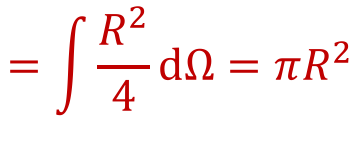 = ∫ R²/4 dΩ = πR²